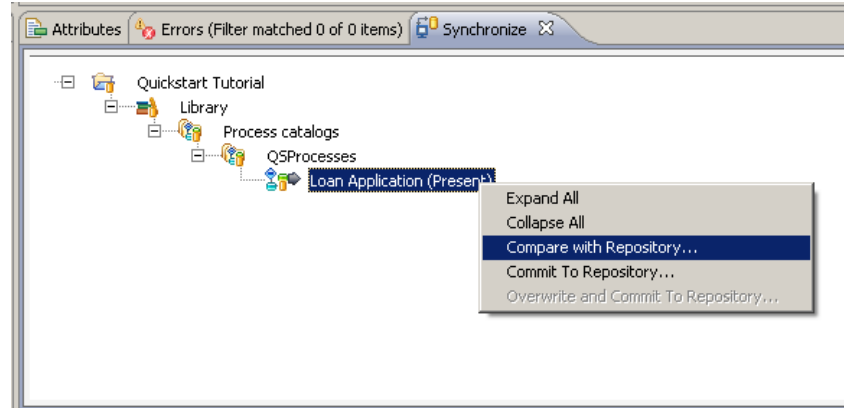 Attributes Errors (Filter matched 0 of 0 items) Synchronize
Quickstart Tutorial
Library
Process catalogs
QSProcesses
Loan Application (Present)
Expand All
Collapse All
Compare with Repository...
Commit To Repository...
Overwrite and Commit To Repository...